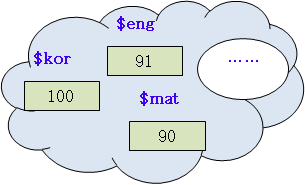 $eng
91
……
$kor
100
$mat
90